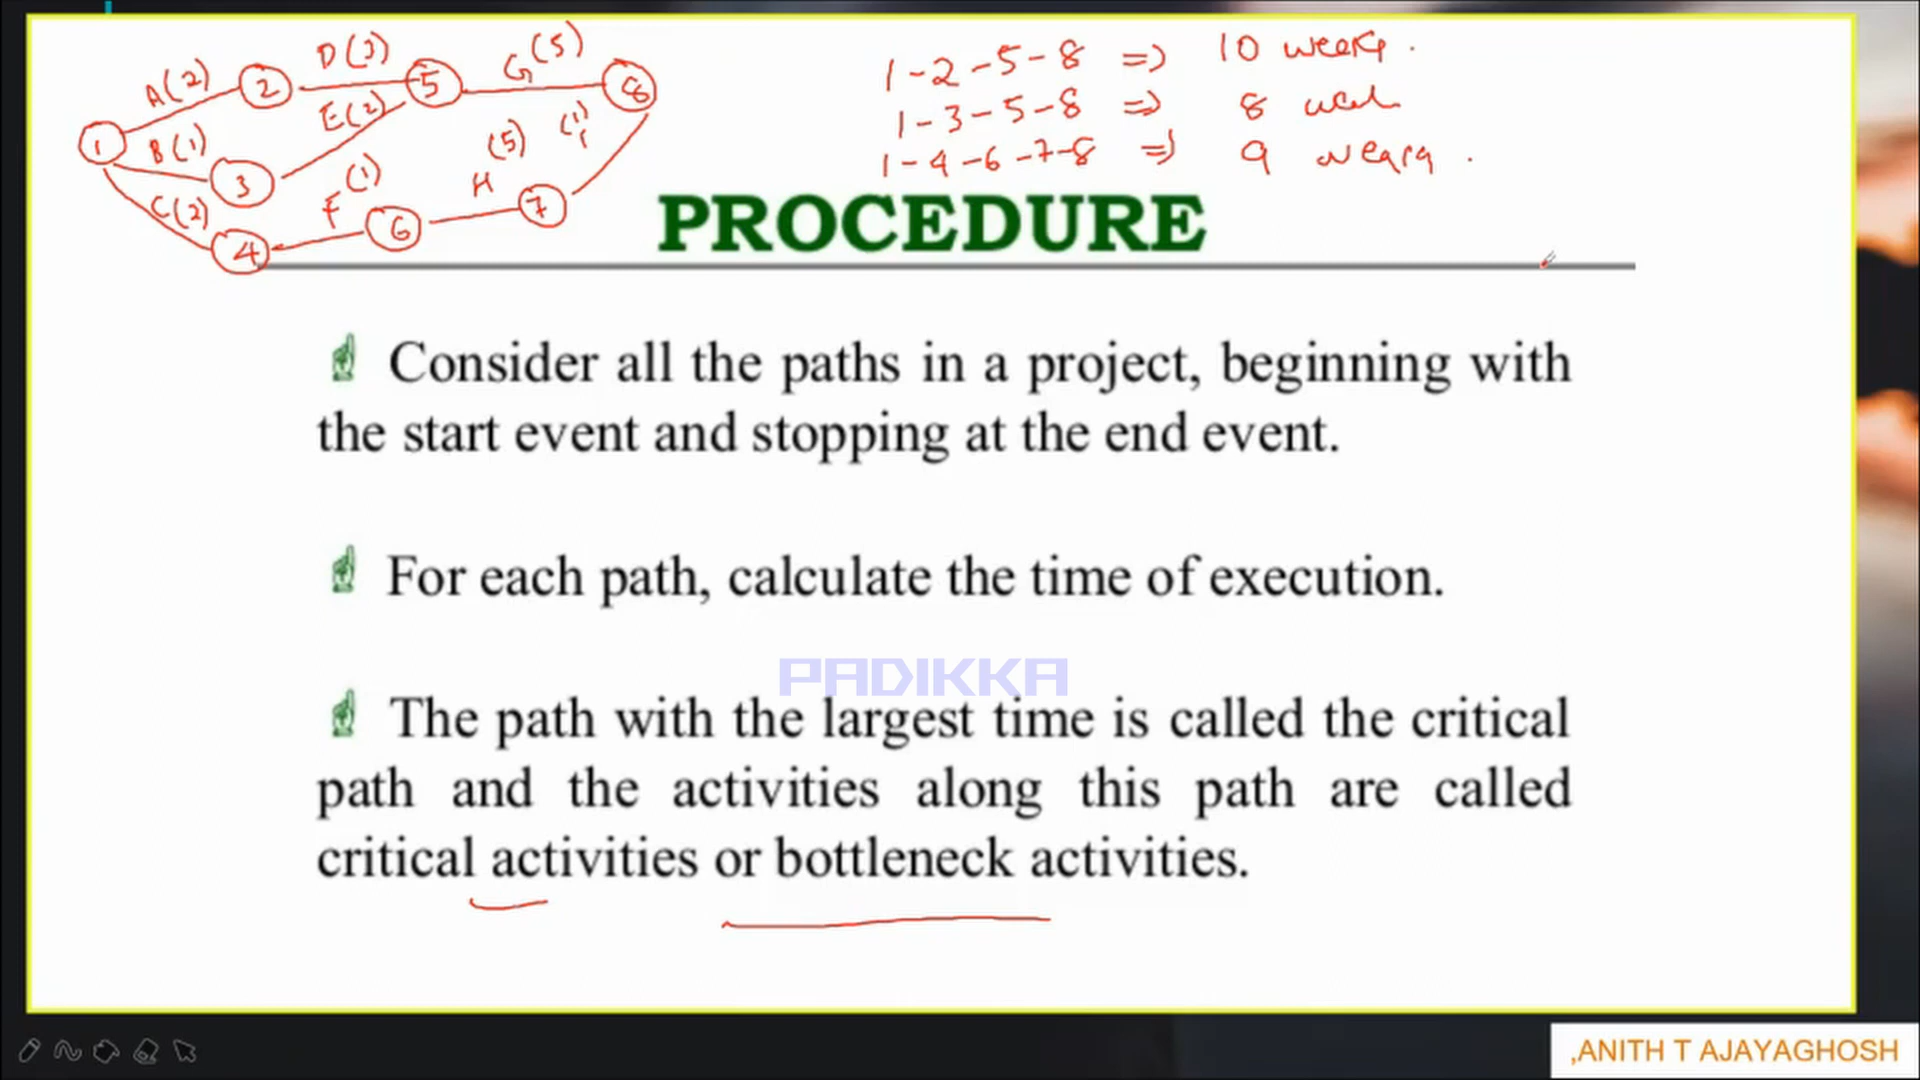 A(2) D(3) G(5)
1 2 5 8
B(1) E(2)
3
C(2) F(1) H(5) I(1)
4 6 7
1-2-5-8 => 10 weeks.
1-3-5-8 => 8 week
1-4-6-7-8 => 9 weeks.
PROCEDURE
Consider all the paths in a project, beginning with
the start event and stopping at the end event.
For each path, calculate the time of execution.
PADIKKA
The path with the largest time is called the critical
path and the activities along this path are called
critical activities or bottleneck activities.
,ANITH T AJAYAGHOSH